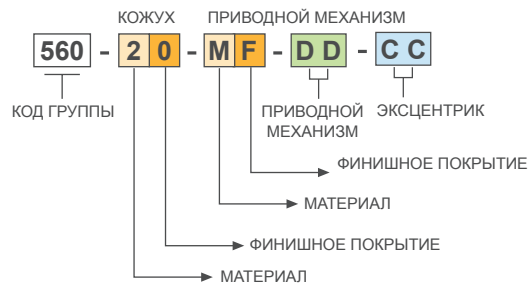 КОЖУХ ПРИВОДНОЙ МЕХАНИЗМ
560 - 2 0 - M F - D D - C C
КОД ГРУППЫ ПРИВОДНОЙ МЕХАНИЗМ ЭКСЦЕНТРИК
ФИНИШНОЕ ПОКРЫТИЕ
МАТЕРИАЛ
ФИНИШНОЕ ПОКРЫТИЕ
МАТЕРИАЛ